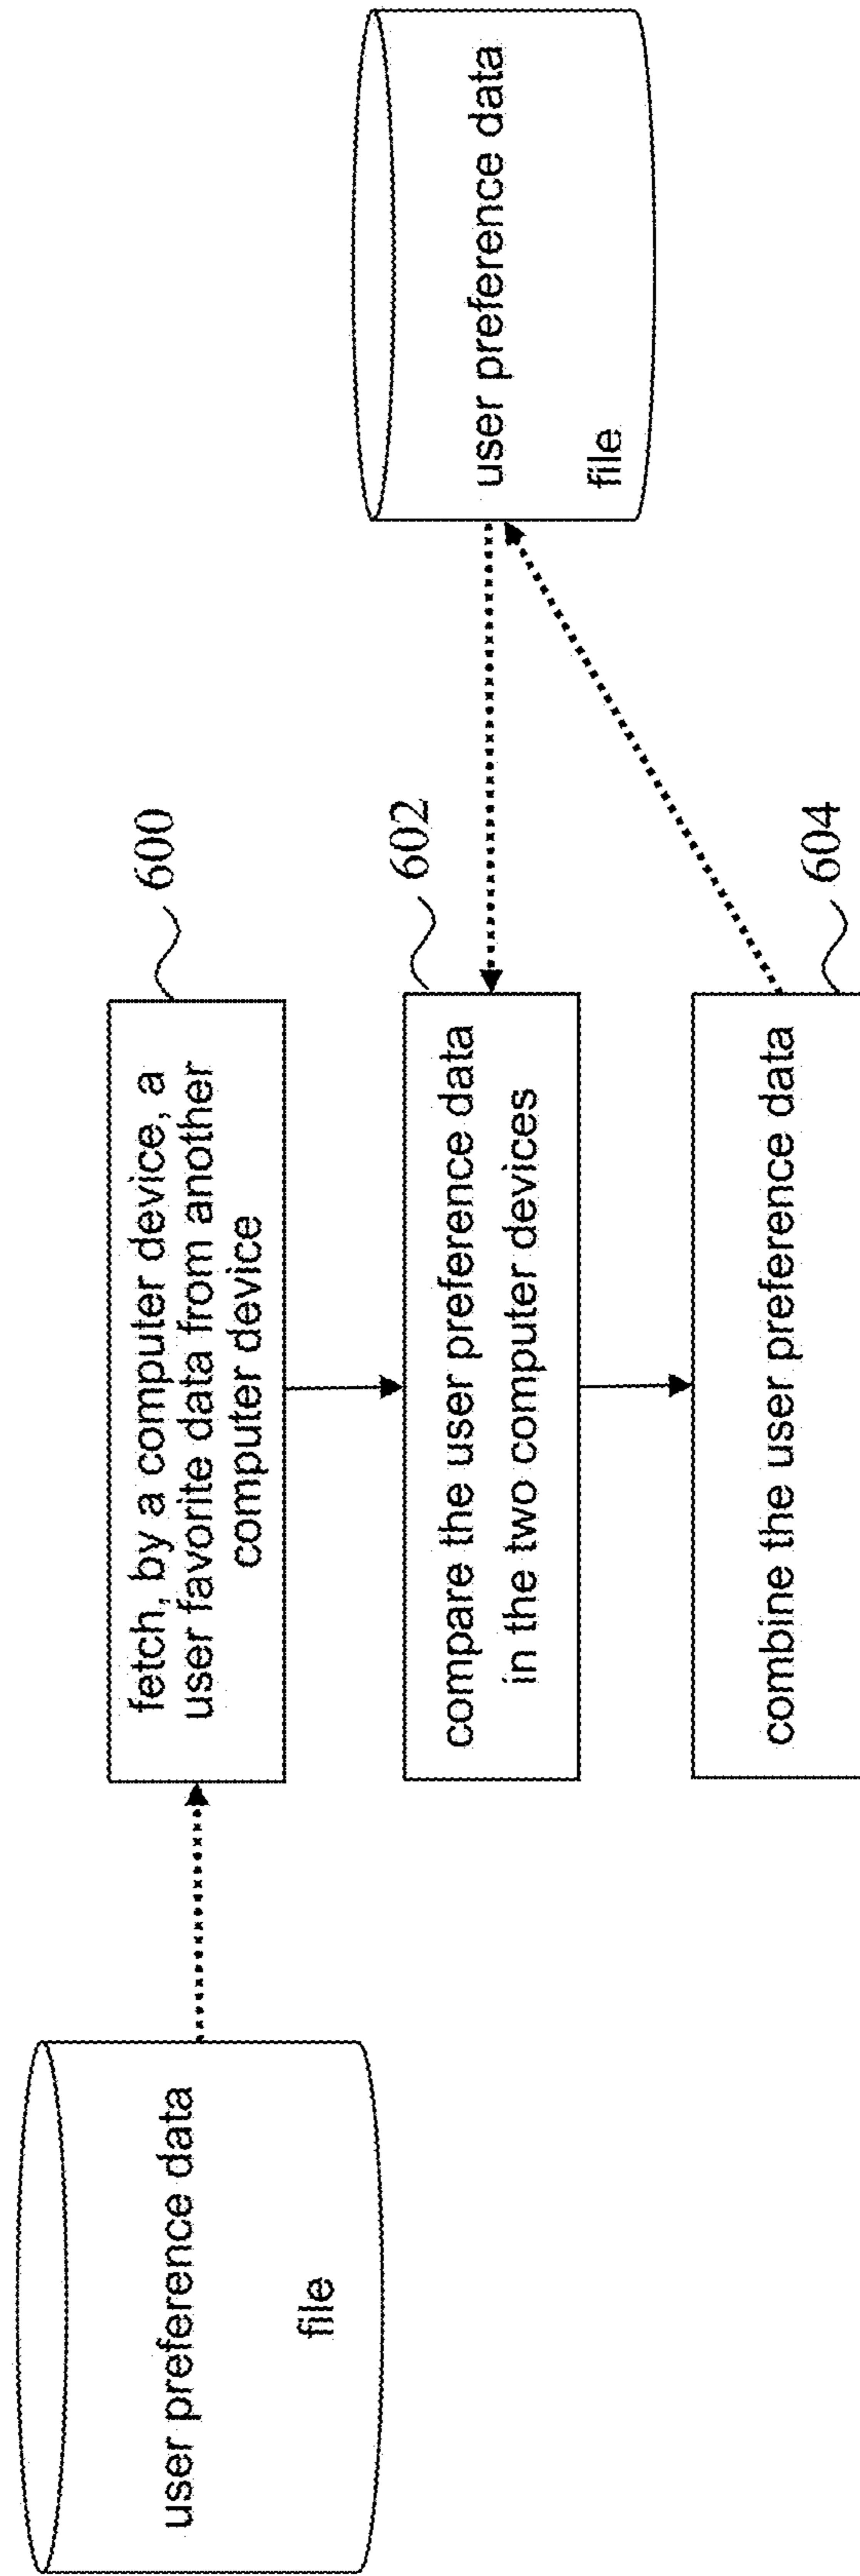 user preference data
file
fetch, by a computer device, a
user favorite data from another
computer device
600
compare the user preference data
in the two computer devices
602
combine the user preference data
604
user preference data
file